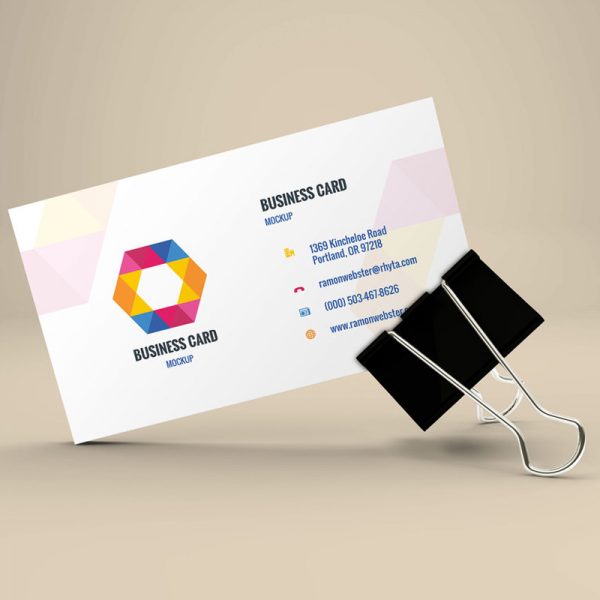 BUSINESS CARD
MOCKUP
BUSINESS CARD
MOCKUP
1369 Kincheloe Road
Portland, OR 97218
ramonwebster@rhyta.com
(000) 503-467-8626